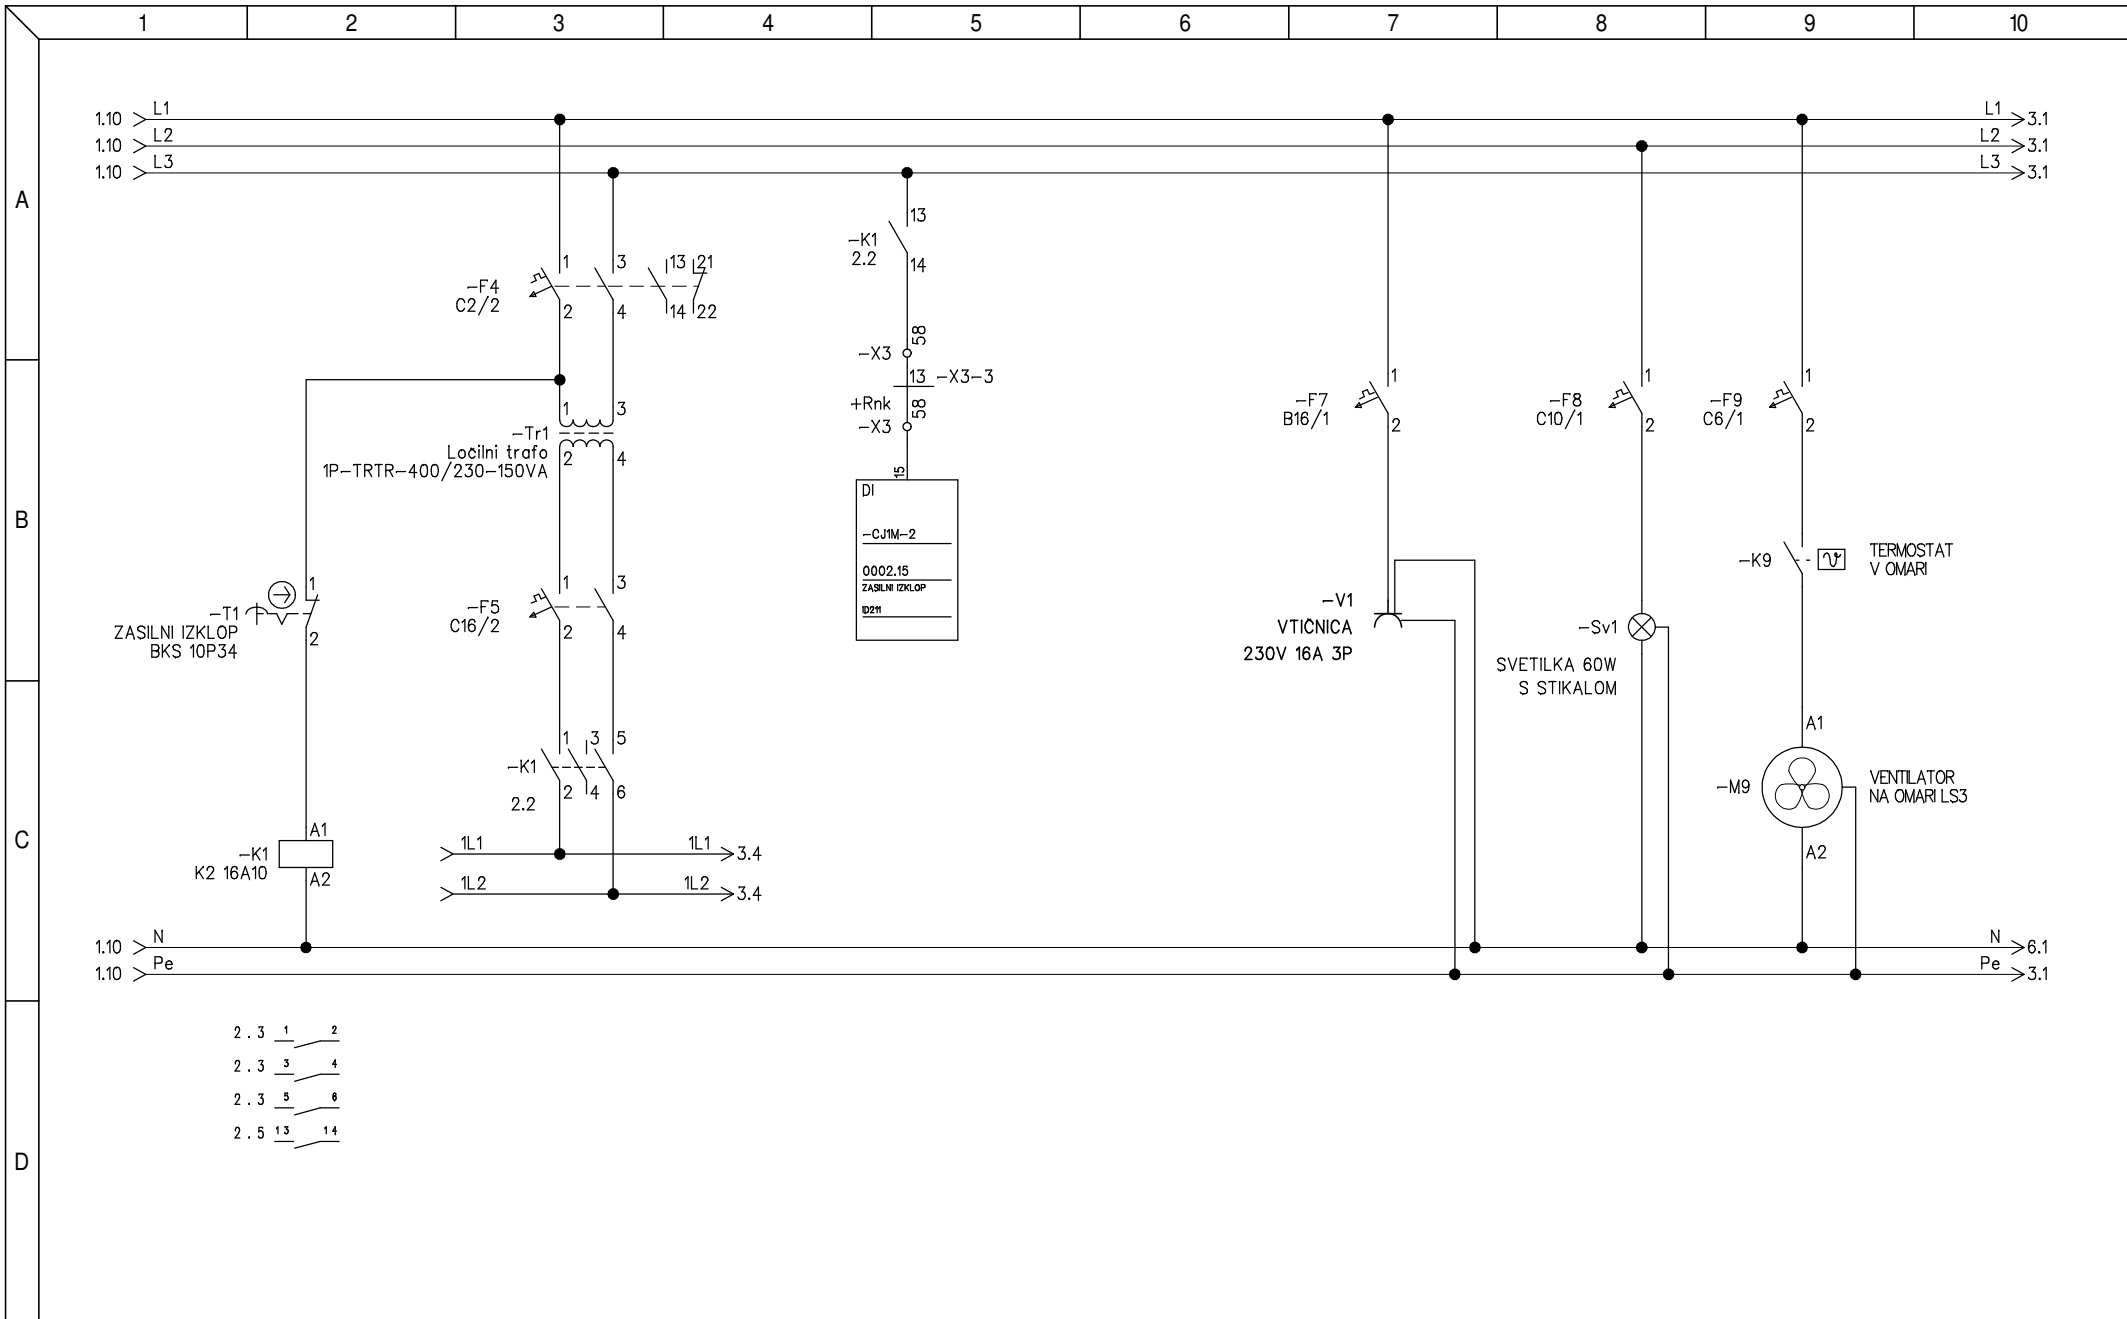 1 2 3 4 5 6 7 8 9 10
A
B
C
D
1.10 L1 L1 3.1
1.10 L2 L2 3.1
1.10 L3 L3 3.1
-F4
C2/2
1 3 13 21
2 4 14 22
-K1
2.2
13
14
-X3 58
13 -X3-3
+Rnk
-X3 58
15
DI
-CJ1M-2
0002.15
ZASILNI IZKLOP
ID211
1 3
-Tr1
Ločilni trafo
1P-TRTR-400/230-150VA
2 4
-F5
C16/2
1 3
2 4
-T1
ZASILNI IZKLOP
BKS 10P34
1
2
-K1
2.2
1 3 5
2 4 6
1L1 1L1 3.4
1L2 1L2 3.4
-K1
K2 16A10
A1
A2
-F7
B16/1
1
2
-V1
VTIČNICA
230V 16A 3P
-F8
C10/1
1
2
-Sv1
SVETILKA 60W
S STIKALOM
-F9
C6/1
1
2
-K9
TERMOSTAT
V OMARI
-M9
A1
A2
VENTILATOR
NA OMARI LS3
1.10 N N 6.1
1.10 Pe Pe 3.1
2.3 1 2
2.3 3 4
2.3 5 6
2.5 13 14